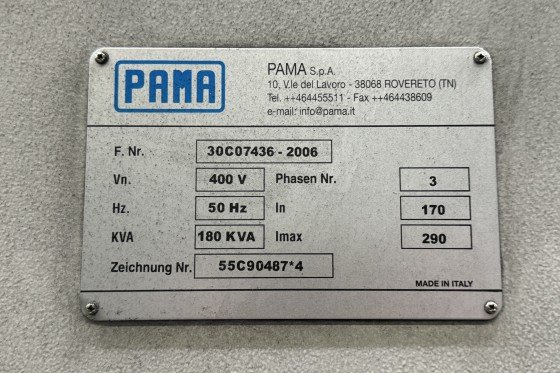 PAMA
PAMA S.p.A.
10, V.le del Lavoro - 38068 ROVERETO (TN)
Tel. ++464455511 - Fax ++464438609
e-mail: info@pama.it
F. Nr. 30C07436 - 2006
Vn. 400 V Phasen Nr. 3
Hz. 50 Hz In 170
KVA 180 KVA Imax 290
Zeichnung Nr. 55C90487*4
MADE IN ITALY